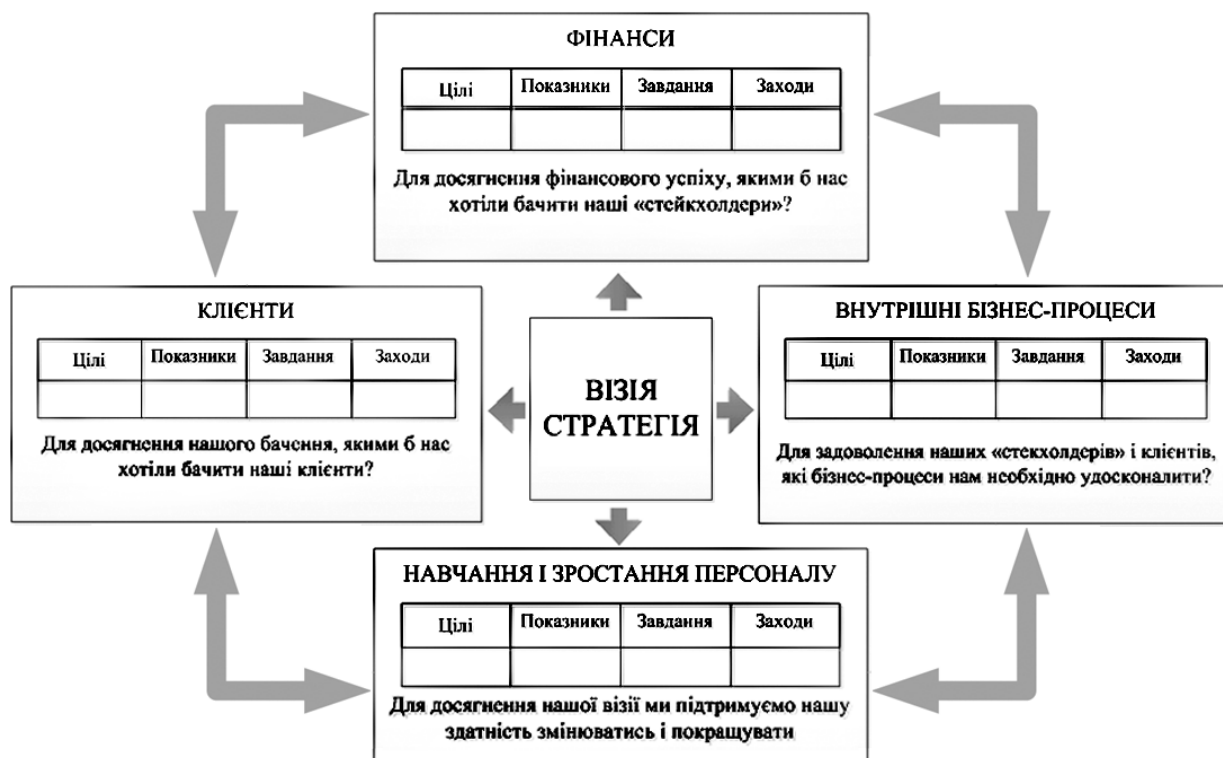 ФІНАНСИ
Цілі Показники Завдання Заходи
Для досягнення фінансового успіху, якими б нас
хотіли бачити наші «стейкхолдери»?
КЛІЄНТИ
Цілі Показники Завдання Заходи
Для досягнення нашого бачення, якими б нас
хотіли бачити наші клієнти?
ВІЗІЯ
СТРАТЕГІЯ
ВНУТРІШНІ БІЗНЕС-ПРОЦЕСИ
Цілі Показники Завдання Заходи
Для задоволення наших «стекхолдерів» і клієнтів,
які бізнес-процеси нам необхідно удосконалити?
НАВЧАННЯ І ЗРОСТАННЯ ПЕРСОНАЛУ
Цілі Показники Завдання Заходи
Для досягнення нашої візії ми підтримуємо нашу
здатність змінюватись і покращувати